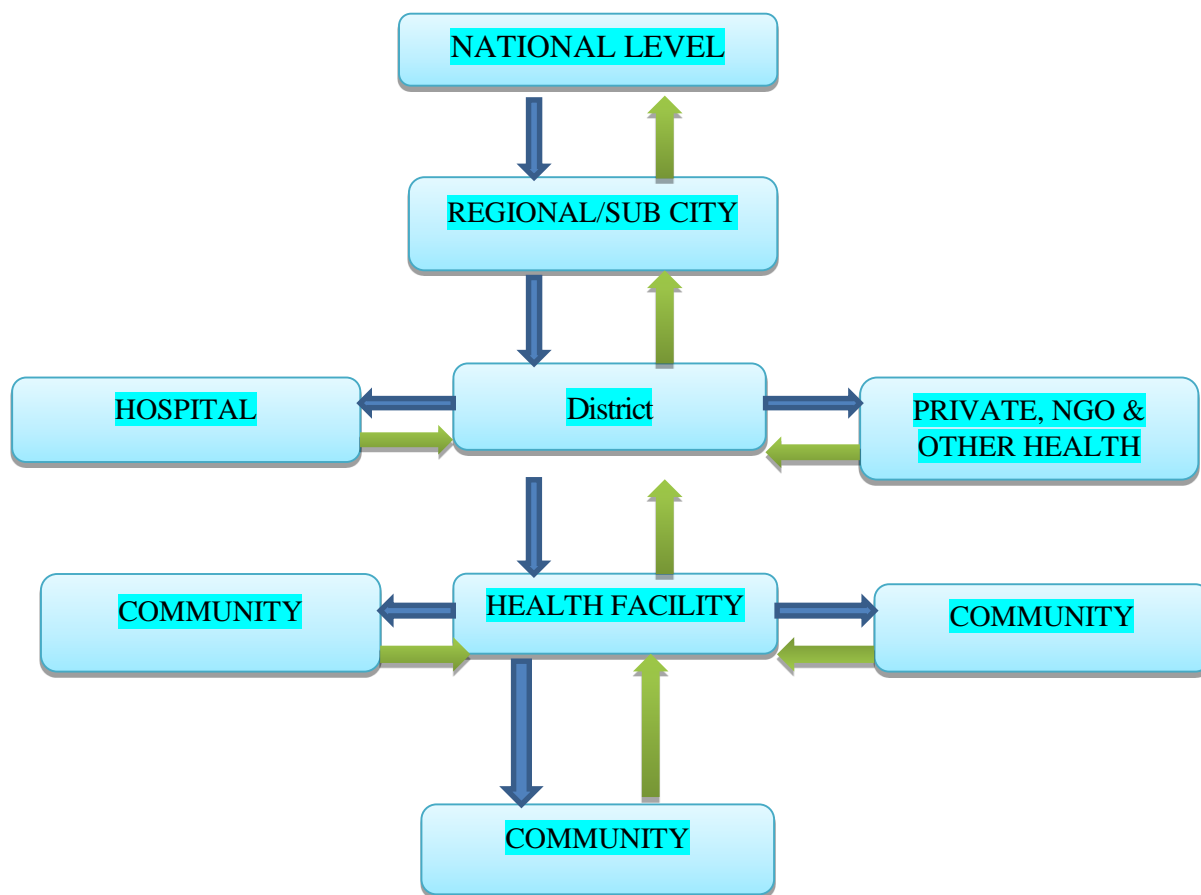 NATIONAL LEVEL
REGIONAL/SUB CITY
HOSPITAL
District
PRIVATE, NGO &
OTHER HEALTH
COMMUNITY
HEALTH FACILITY
COMMUNITY
COMMUNITY